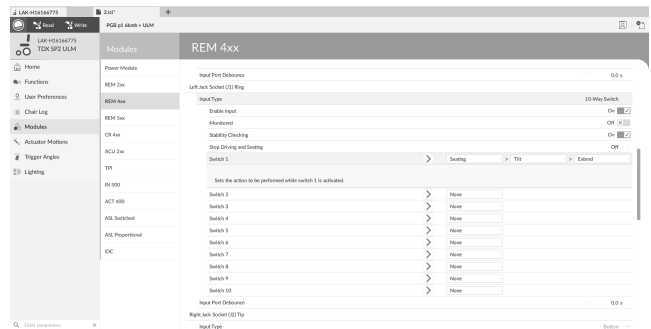 LAK-H16166775
2.lci*
+
Read
Write
PGB p5 6kmh + ULM
LAK-H16166775
TDX SP2 ULM
Modules
REM 4xx
Home
Functions
User Preferences
Chair Log
Modules
Actuator Motions
Trigger Angles
Lighting
Filter parameters
Power Module
REM 2xx
REM 4xx
REM 5xx
CR 4xx
ACU 2xx
TPI
IN 500
ACT 400
ASL Switched
ASL Proportional
IDC
Input Port Debounce 0.0 s
Left Jack Socket (J1) Ring
Input Type 10-Way Switch
Enable Input On
Monitored Off
Stability Checking On
Stop Driving and Seating Off
Switch 1 Seating > Tilt > Extend
Sets the action to be performed while switch 1 is activated.
Switch 2 None
Switch 3 None
Switch 4 None
Switch 5 None
Switch 6 None
Switch 7 None
Switch 8 None
Switch 9 None
Switch 10 None
Input Port Debounce 0.0 s
Right Jack Socket (J2) Tip
Input Type Button